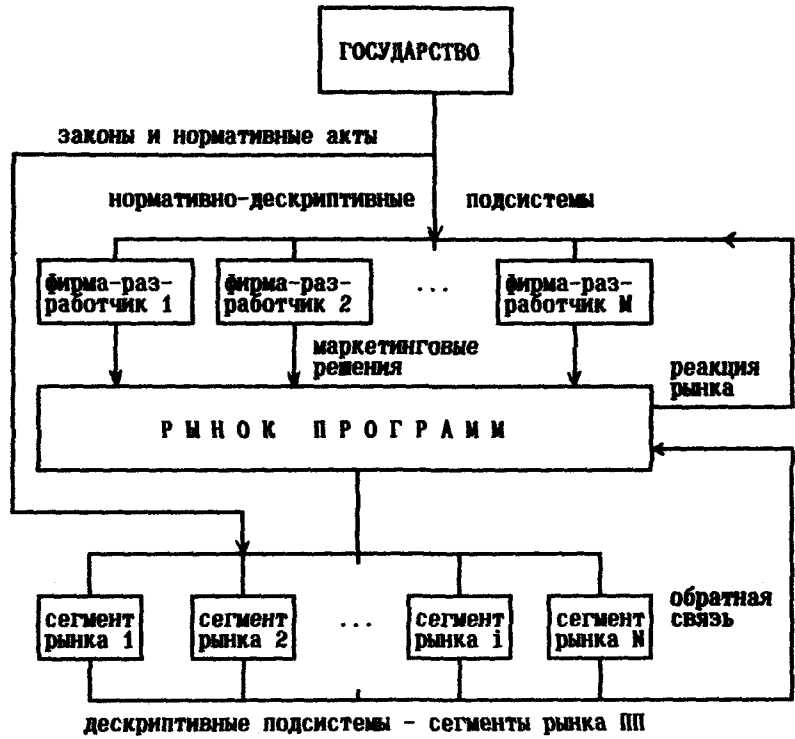 ГОСУДАРСТВО
законы и нормативные акты
нормативно-дескриптивные подсистемы
фирма-раз-
работчик 1
фирма-раз-
работчик 2
...
фирма-раз-
работчик M
маркетинговые
решения
реакция
рынка
РЫНОК ПРОГРАММ
сегмент
рынка 1
сегмент
рынка 2
...
сегмент
рынка i
сегмент
рынка N
обратная
связь
дескриптивные подсистемы - сегменты рынка ПП